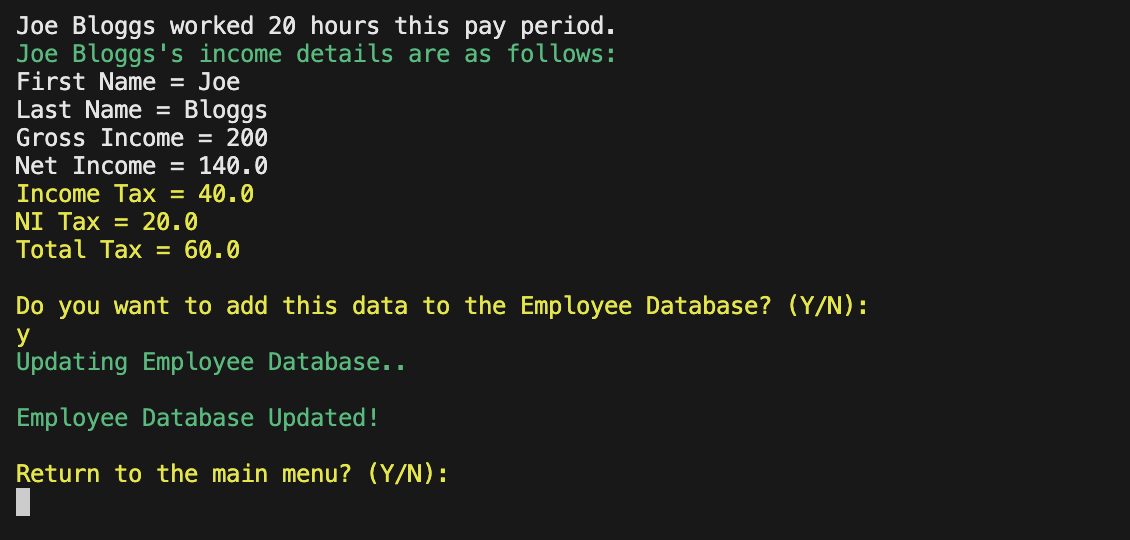 Joe Bloggs worked 20 hours this pay period.
Joe Bloggs's income details are as follows:
First Name = Joe
Last Name = Bloggs
Gross Income = 200
Net Income = 140.0
Income Tax = 40.0
NI Tax = 20.0
Total Tax = 60.0
Do you want to add this data to the Employee Database? (Y/N):
y
Updating Employee Database..
Employee Database Updated!
Return to the main menu? (Y/N):